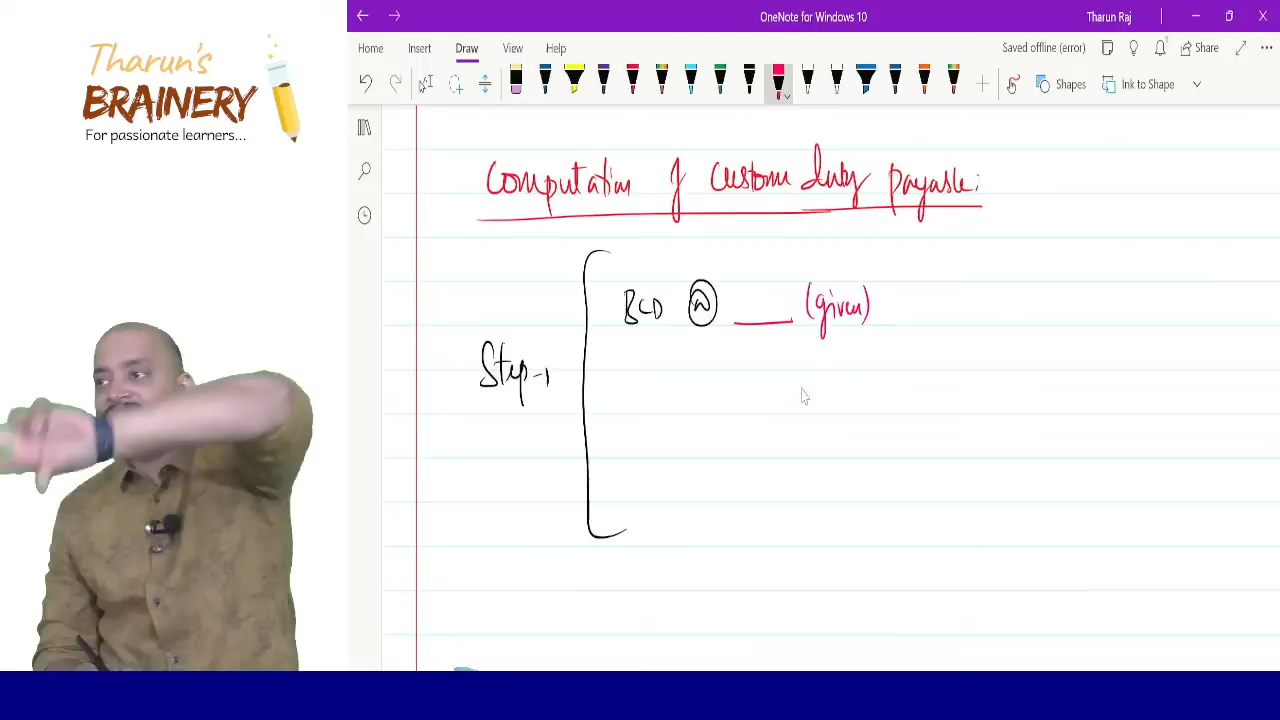 Tharun's
BRAINERY
For passionate learners...
OneNote for Windows 10
Tharun Raj
Home Insert Draw View Help
Saved offline (error)
Share
Shapes
Ink to Shape
Computation of Custom duty payable:
BCD @ ___ (given)
Step-1